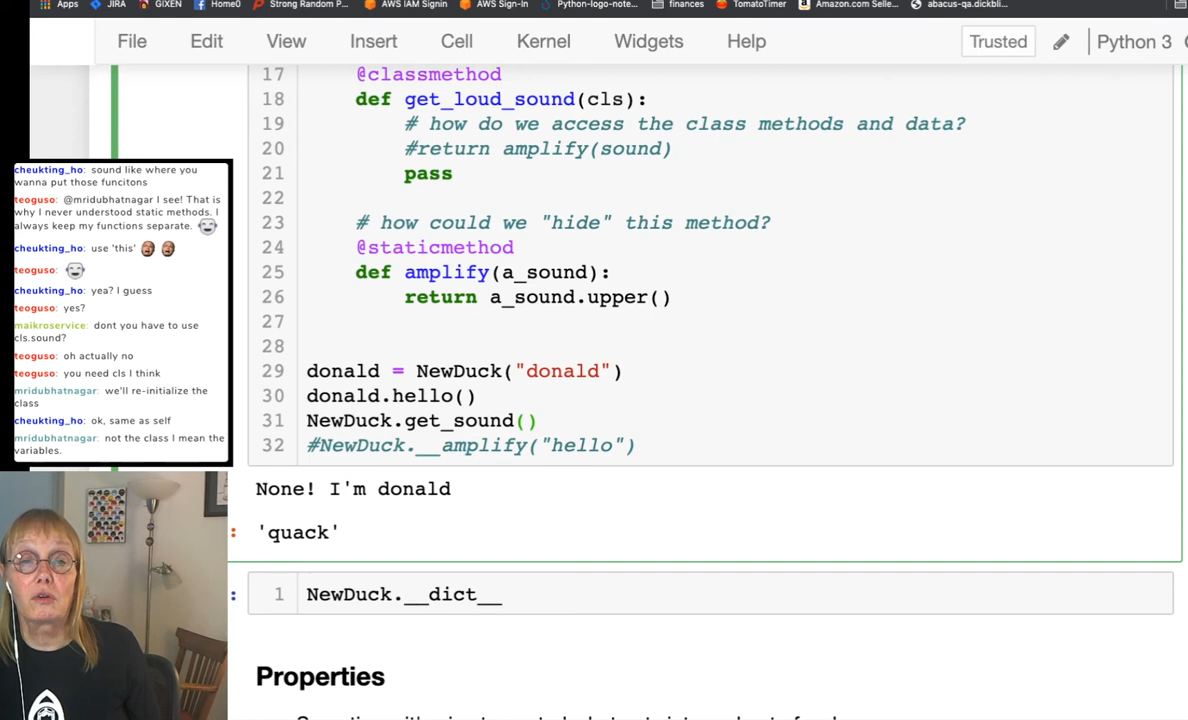 Apps JIRA GIXEN Home0 Strong Random P... AWS IAM Signin AWS Sign-In Python-logo-note... finances TomatoTimer Amazon.com Selle... abacus-qa.dickbli...
File Edit View Insert Cell Kernel Widgets Help Trusted Python 3
17 @classmethod
18 def get_loud_sound(cls):
19 # how do we access the class methods and data?
20 #return amplify(sound)
21 pass
22
23 # how could we "hide" this method?
24 @staticmethod
25 def amplify(a_sound):
26 return a_sound.upper()
27
28
29 donald = NewDuck("donald")
30 donald.hello()
31 NewDuck.get_sound()
32 #NewDuck.__amplify("hello")
None! I'm donald
: 'quack'
: 1 NewDuck.__dict__
Properties
cheukting_ho: sound like where you
wanna put those funcitons
teoguso: @mridubhatnagar I see! That is
why I never understood static methods. I
always keep my functions separate.
cheukting_ho: use 'this'
teoguso:
cheukting_ho: yea? I guess
teoguso: yes?
maikroservice: dont you have to use
cls.sound?
teoguso: oh actually no
teoguso: you need cls I think
mridubhatnagar: we'll re-initialize the
class
cheukting_ho: ok, same as self
mridubhatnagar: not the class I mean the
variables.